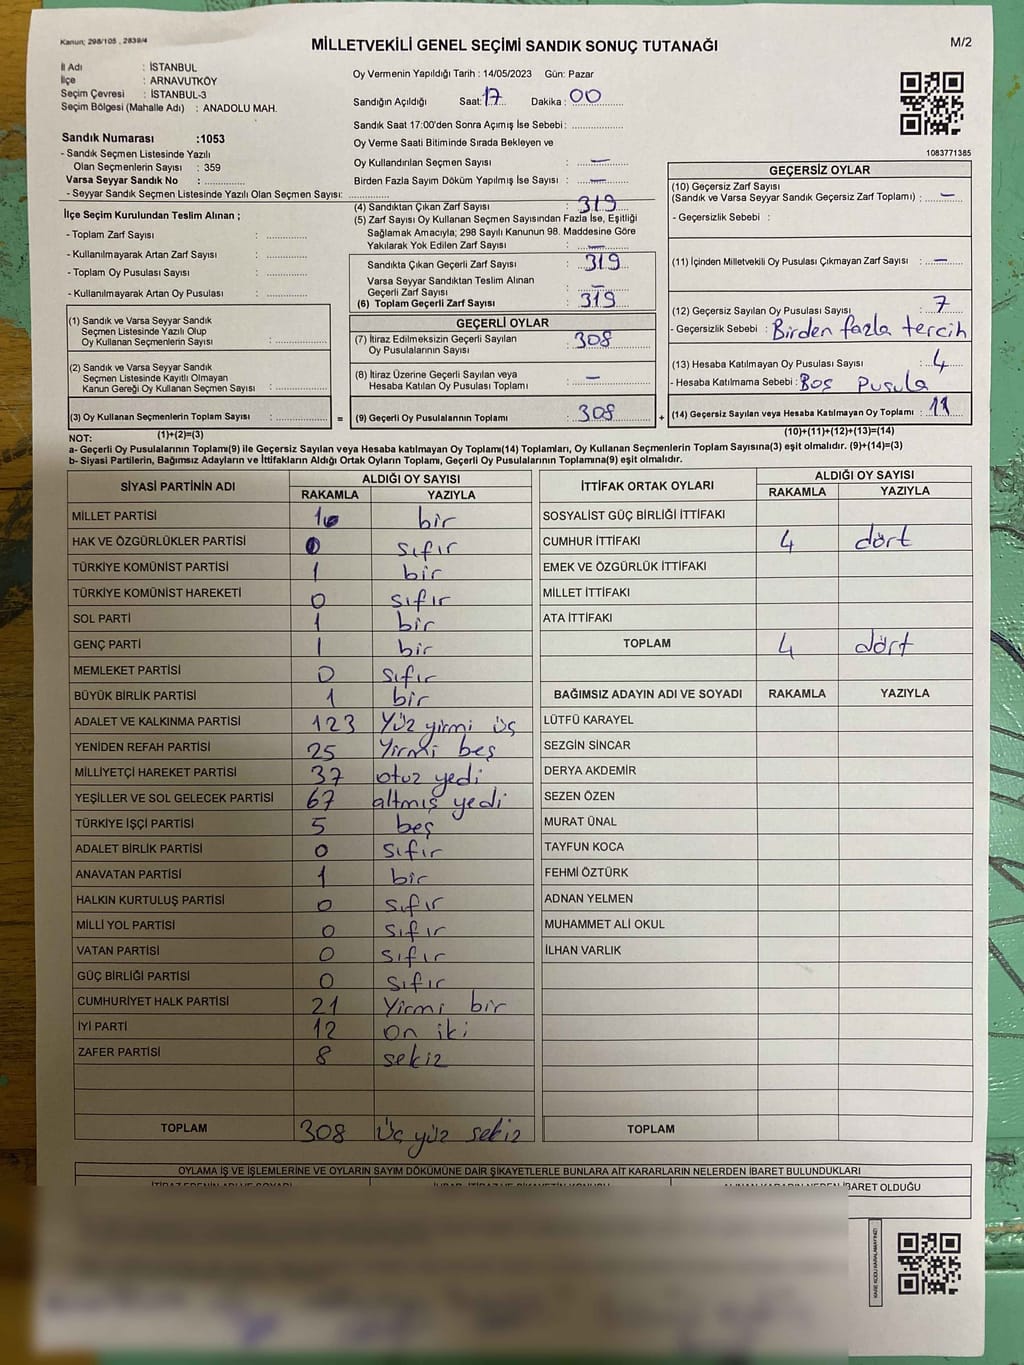 Kanun; 298/105 , 2839/4
MİLLETVEKİLİ GENEL SEÇİMİ SANDIK SONUÇ TUTANAĞI
M/2
İl Adı : İSTANBUL
İlçe : ARNAVUTKÖY
Seçim Çevresi : İSTANBUL-3
Seçim Bölgesi (Mahalle Adı) : ANADOLU MAH.
Oy Vermenin Yapıldığı Tarih : 14/05/2023 Gün: Pazar
Sandığın Açıldığı Saat: 17 Dakika : 00
Sandık Saat 17:00'den Sonra Açımış İse Sebebi: ..............
Oy Verme Saati Bitiminde Sırada Bekleyen ve
Oy Kullandırılan Seçmen Sayısı : —
Birden Fazla Sayım Döküm Yapılmış İse Sayısı : —
Sandık Numarası :1053
- Sandık Seçmen Listesinde Yazılı
Olan Seçmenlerin Sayısı : 359
Varsa Seyyar Sandık No : ..............
- Seyyar Sandık Seçmen Listesinde Yazılı Olan Seçmen Sayısı: ..............
1083771385
İlçe Seçim Kurulundan Teslim Alınan ;
- Toplam Zarf Sayısı : ..............
- Kullanılmayarak Artan Zarf Sayısı : ..............
- Toplam Oy Pusulası Sayısı : ..............
- Kullanılmayarak Artan Oy Pusulası : ..............
(1) Sandık ve Varsa Seyyar Sandık
Seçmen Listesinde Yazılı Olup
Oy Kullanan Seçmenlerin Sayısı : ..............
(2) Sandık ve Varsa Seyyar Sandık
Seçmen Listesinde Kayıtlı Olmayan
Kanun Gereği Oy Kullanan Seçmen Sayısı : ..............
(3) Oy Kullanan Seçmenlerin Toplam Sayısı : ..............
(1)+(2)=(3)
(4) Sandıktan Çıkan Zarf Sayısı : 319
(5) Zarf Sayısı Oy Kullanan Seçmen Sayısından Fazla İse, Eşitliği
Sağlamak Amacıyla; 298 Sayılı Kanunun 98. Maddesine Göre
Yakılarak Yok Edilen Zarf Sayısı : —
Sandıkta Çıkan Geçerli Zarf Sayısı : 319
Varsa Seyyar Sandıktan Teslim Alınan
Geçerli Zarf Sayısı : —
(6) Toplam Geçerli Zarf Sayısı : 319
GEÇERLİ OYLAR
(7) İtiraz Edilmeksizin Geçerli Sayılan
Oy Pusulalarının Sayısı : 308
(8) İtiraz Üzerine Geçerli Sayılan veya
Hesaba Katılan Oy Pusulası Toplamı : —
= (9) Geçerli Oy Pusulalarının Toplamı : 308
GEÇERSİZ OYLAR
(10) Geçersiz Zarf Sayısı
(Sandık ve Varsa Seyyar Sandık Geçersiz Zarf Toplamı) : —
- Geçersizlik Sebebi :
(11) İçinden Milletvekili Oy Pusulası Çıkmayan Zarf Sayısı : —
(12) Geçersiz Sayılan Oy Pusulası Sayısı : 7
- Geçersizlik Sebebi : Birden fazla tercih
(13) Hesaba Katılmayan Oy Pusulası Sayısı : 4
- Hesaba Katılmama Sebebi : Boş Pusula
+ (14) Geçersiz Sayılan veya Hesaba Katılmayan Oy Toplamı : 11
(10)+(11)+(12)+(13)=(14)
NOT:
a- Geçerli Oy Pusulalarının Toplamı(9) ile Geçersiz Sayılan veya Hesaba katılmayan Oy Toplamı(14) Toplamları, Oy Kullanan Seçmenlerin Toplam Sayısına(3) eşit olmalıdır. (9)+(14)=(3)
b- Siyasi Partilerin, Bağımsız Adayların ve İttifakların Aldığı Ortak Oyların Toplamı, Geçerli Oy Pusulalarının Toplamına(9) eşit olmalıdır.
SİYASİ PARTİNİN ADI ALDIĞI OY SAYISI
RAKAMLA YAZIYLA
MİLLET PARTİSİ 1 bir
HAK VE ÖZGÜRLÜKLER PARTİSİ 0 sıfır
TÜRKİYE KOMÜNİST PARTİSİ 1 bir
TÜRKİYE KOMÜNİST HAREKETİ 0 sıfır
SOL PARTİ 1 bir
GENÇ PARTİ 1 bir
MEMLEKET PARTİSİ 0 sıfır
BÜYÜK BİRLİK PARTİSİ 1 bir
ADALET VE KALKINMA PARTİSİ 123 Yüz yirmi üç
YENİDEN REFAH PARTİSİ 25 Yirmi beş
MİLLİYETÇİ HAREKET PARTİSİ 37 otuz yedi
YEŞİLLER VE SOL GELECEK PARTİSİ 67 altmış yedi
TÜRKİYE İŞÇİ PARTİSİ 5 beş
ADALET BİRLİK PARTİSİ 0 sıfır
ANAVATAN PARTİSİ 1 bir
HALKIN KURTULUŞ PARTİSİ 0 sıfır
MİLLİ YOL PARTİSİ 0 sıfır
VATAN PARTİSİ 0 sıfır
GÜÇ BİRLİĞİ PARTİSİ 0 sıfır
CUMHURİYET HALK PARTİSİ 21 Yirmi bir
İYİ PARTİ 12 on iki
ZAFER PARTİSİ 8 sekiz
TOPLAM 308 üç yüz sekiz
İTTİFAK ORTAK OYLARI ALDIĞI OY SAYISI
RAKAMLA YAZIYLA
SOSYALİST GÜÇ BİRLİĞİ İTTİFAKI
CUMHUR İTTİFAKI 4 dört
EMEK VE ÖZGÜRLÜK İTTİFAKI
MİLLET İTTİFAKI
ATA İTTİFAKI
TOPLAM 4 dört
BAĞIMSIZ ADAYIN ADI VE SOYADI RAKAMLA YAZIYLA
LÜTFÜ KARAYEL
SEZGİN SİNCAR
DERYA AKDEMİR
SEZEN ÖZEN
MURAT ÜNAL
TAYFUN KOCA
FEHMİ ÖZTÜRK
ADNAN YELMEN
MUHAMMET ALİ OKUL
İLHAN VARLIK
TOPLAM
OYLAMA İŞ VE İŞLEMLERİNE VE OYLARIN SAYIM DÖKÜMÜNE DAİR ŞİKAYETLERLE BUNLARA AİT KARARLARIN NELERDEN İBARET BULUNDUKLARI
İBARET OLDUĞU
KARE KODU KARALAMAYINIZ!